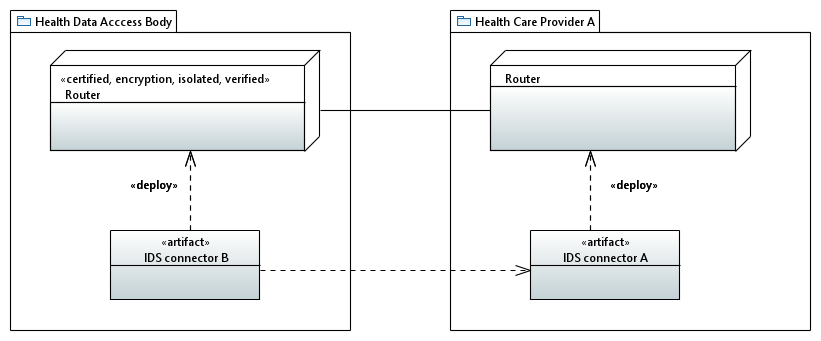 Health Data Acccess Body
Health Care Provider A
«certified, encryption, isolated, verified»
Router
Router
«deploy»
«deploy»
«artifact»
IDS connector B
«artifact»
IDS connector A